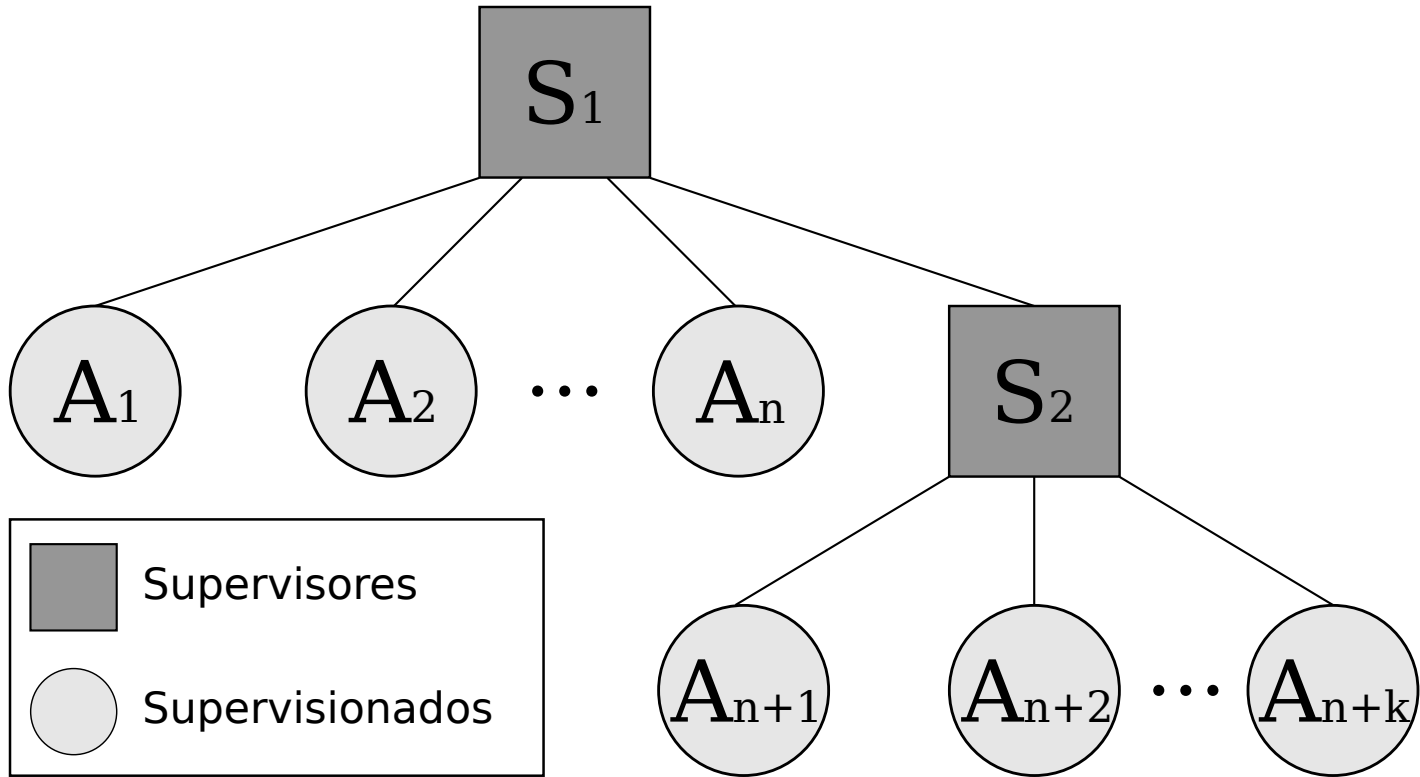 S1
A1 A2 ... An S2
Supervisores
Supervisionados
An+1 An+2 ... An+k